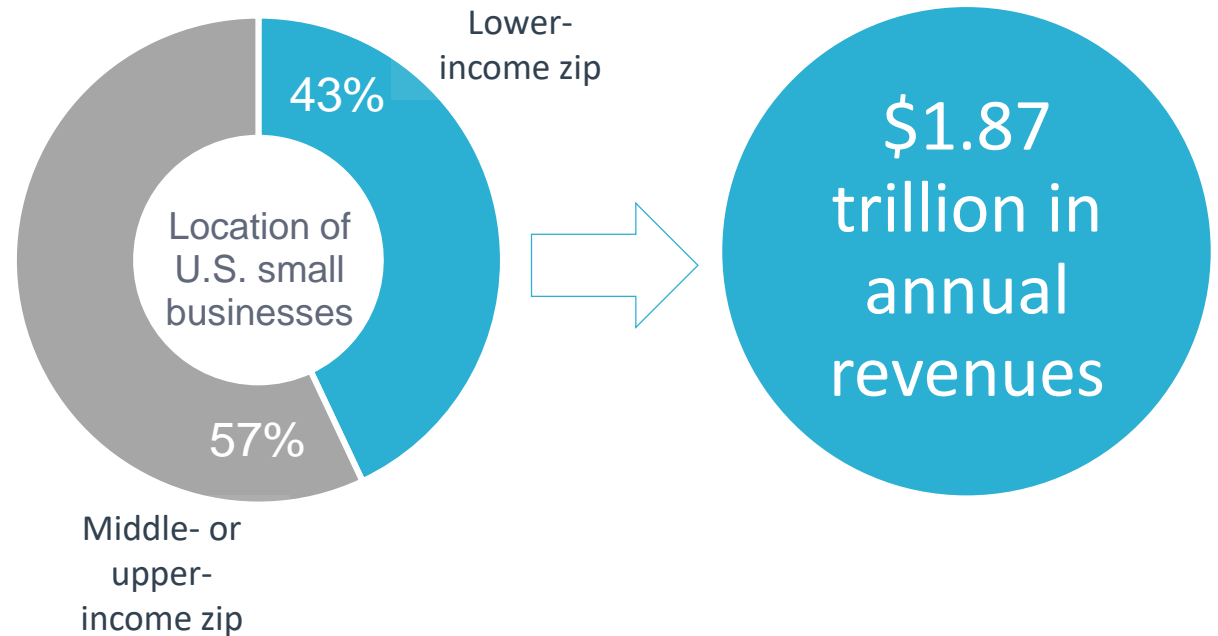 Lower-
income zip
43%
Location of
U.S. small
businesses
57%
Middle- or
upper-
income zip
$1.87
trillion in
annual
revenues